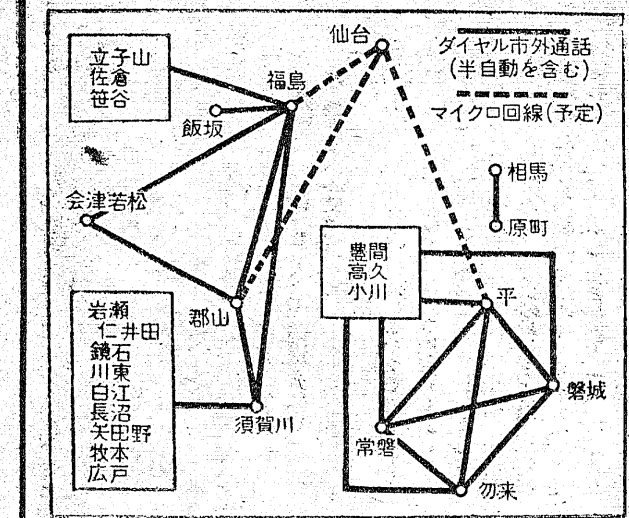 仙台
ダイヤル市外通話
(半自動を含む)
マイクロ回線(予定)
立子山
佐倉
笹谷
福島
飯坂
相馬
原町
会津若松
豊間
高久
小川
平
岩瀬
仁井田
鏡石
川東
白江
長沼
矢田野
牧本
広戸
郡山
須賀川
磐城
常磐
勿来